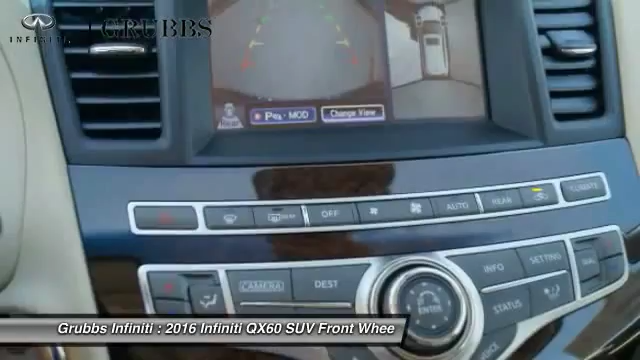 GRUBBS
INFINITI
P MOD
Change View
OFF
AUTO
REAR
CLIMATE
CAMERA
DEST
INFO
SETTING
STATUS
ENTER
Grubbs Infiniti : 2016 Infiniti QX60 SUV Front Whee